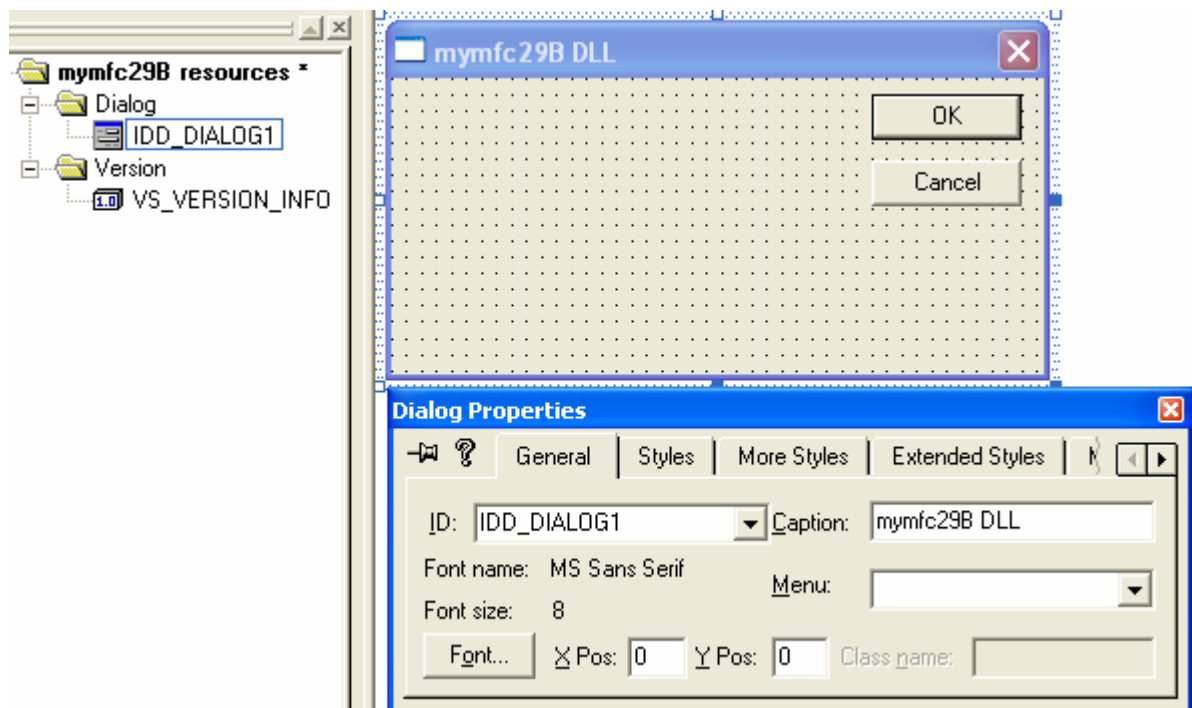 mymfc29B resources *
Dialog
IDD_DIALOG1
Version
1.0 VS_VERSION_INFO
mymfc29B DLL
OK
Cancel
Dialog Properties
General Styles More Styles Extended Styles
ID: IDD_DIALOG1 Caption: mymfc29B DLL
Font name: MS Sans Serif Menu:
Font size: 8
Font... X Pos: 0 Y Pos: 0 Class name: